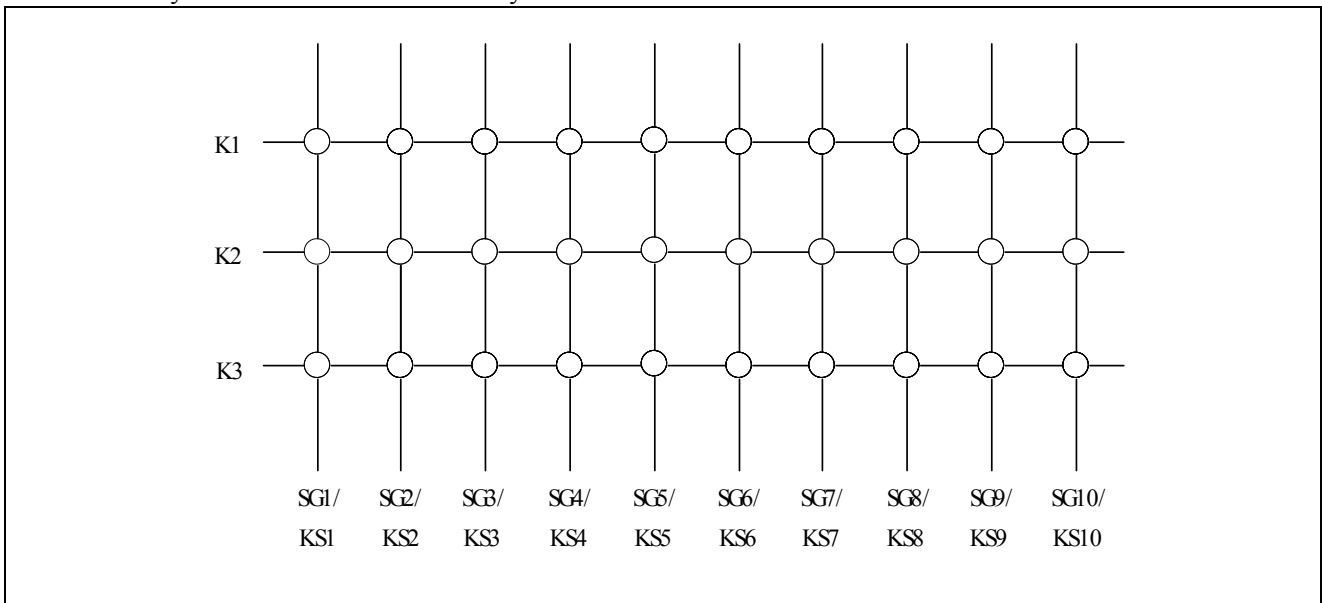 K1
K2
K3
SG1/ SG2/ SG3/ SG4/ SG5/ SG6/ SG7/ SG8/ SG9/ SG10/
KS1 KS2 KS3 KS4 KS5 KS6 KS7 KS8 KS9 KS10